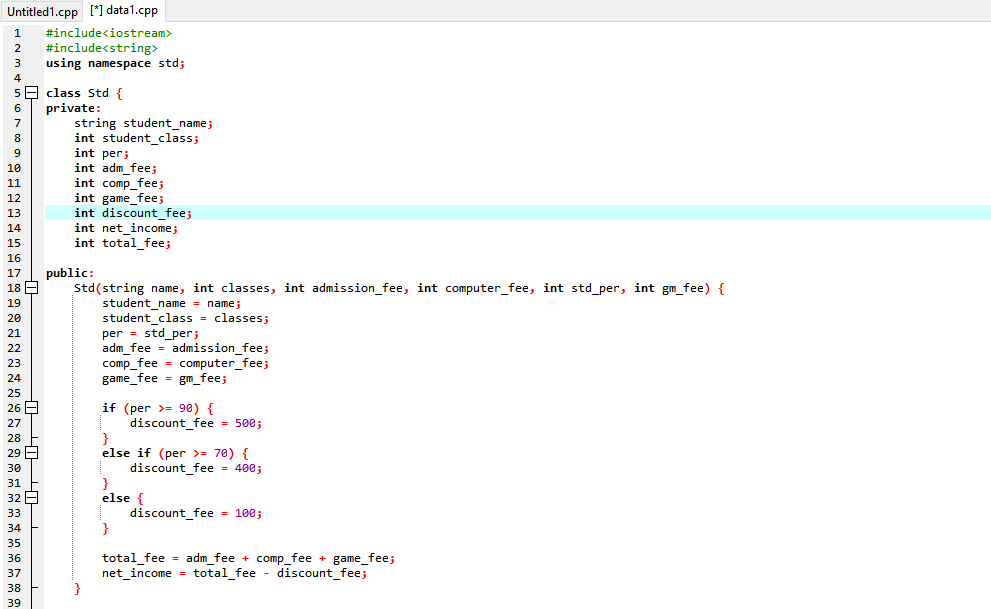 Untitled1.cpp [*] data1.cpp
1 #include<iostream>
2 #include<string>
3 using namespace std;
4
5 class Std {
6 private:
7 string student_name;
8 int student_class;
9 int per;
10 int adm_fee;
11 int comp_fee;
12 int game_fee;
13 int discount_fee;
14 int net_income;
15 int total_fee;
16
17 public:
18 Std(string name, int classes, int admission_fee, int computer_fee, int std_per, int gm_fee) {
19 student_name = name;
20 student_class = classes;
21 per = std_per;
22 adm_fee = admission_fee;
23 comp_fee = computer_fee;
24 game_fee = gm_fee;
25
26 if (per >= 90) {
27 discount_fee = 500;
28 }
29 else if (per >= 70) {
30 discount_fee = 400;
31 }
32 else {
33 discount_fee = 100;
34 }
35
36 total_fee = adm_fee + comp_fee + game_fee;
37 net_income = total_fee - discount_fee;
38 }
39